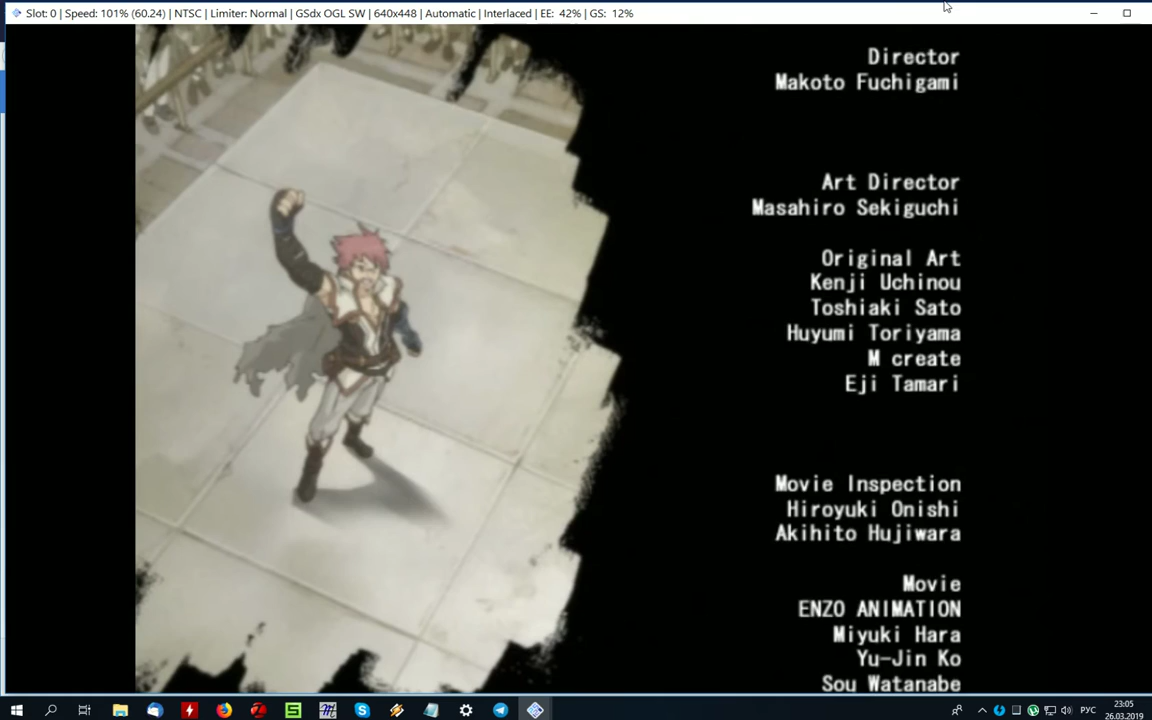 Slot: 0 | Speed: 101% (60.24) | NTSC | Limiter: Normal | GSdx OGL SW | 640x448 | Automatic | Interlaced | EE: 42% | GS: 12%
Director
Makoto Fuchigami
Art Director
Masahiro Sekiguchi
Original Art
Kenji Uchinou
Toshiaki Sato
Huyumi Toriyama
M create
Eji Tamari
Movie Inspection
Hiroyuki Onishi
Akihito Hujiwara
Movie
ENZO ANIMATION
Miyuki Hara
Yu-Jin Ko
Sou Watanabe
РУС
23:05
26.03.2019